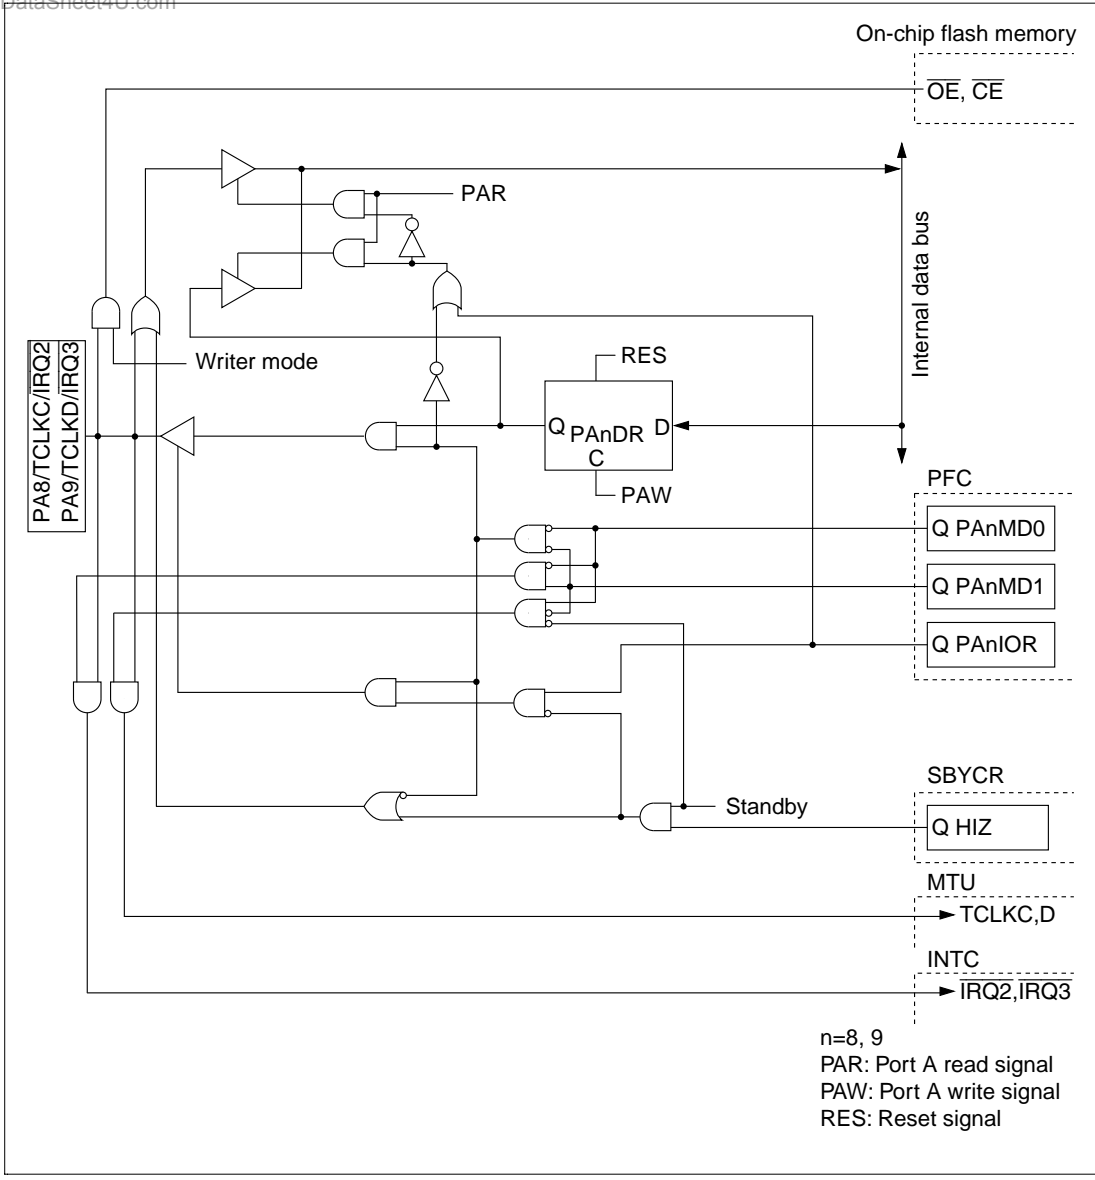 DataSheet4U.com
On-chip flash memory
OE, CE
PAR
Internal data bus
Writer mode
PA8/TCLKC/IRQ2
PA9/TCLKD/IRQ3
RES
Q PAnDR D
C
PAW
PFC
Q PAnMD0
Q PAnMD1
Q PAnIOR
SBYCR
Standby
Q HIZ
MTU
TCLKC,D
INTC
IRQ2,IRQ3
n=8, 9
PAR: Port A read signal
PAW: Port A write signal
RES: Reset signal